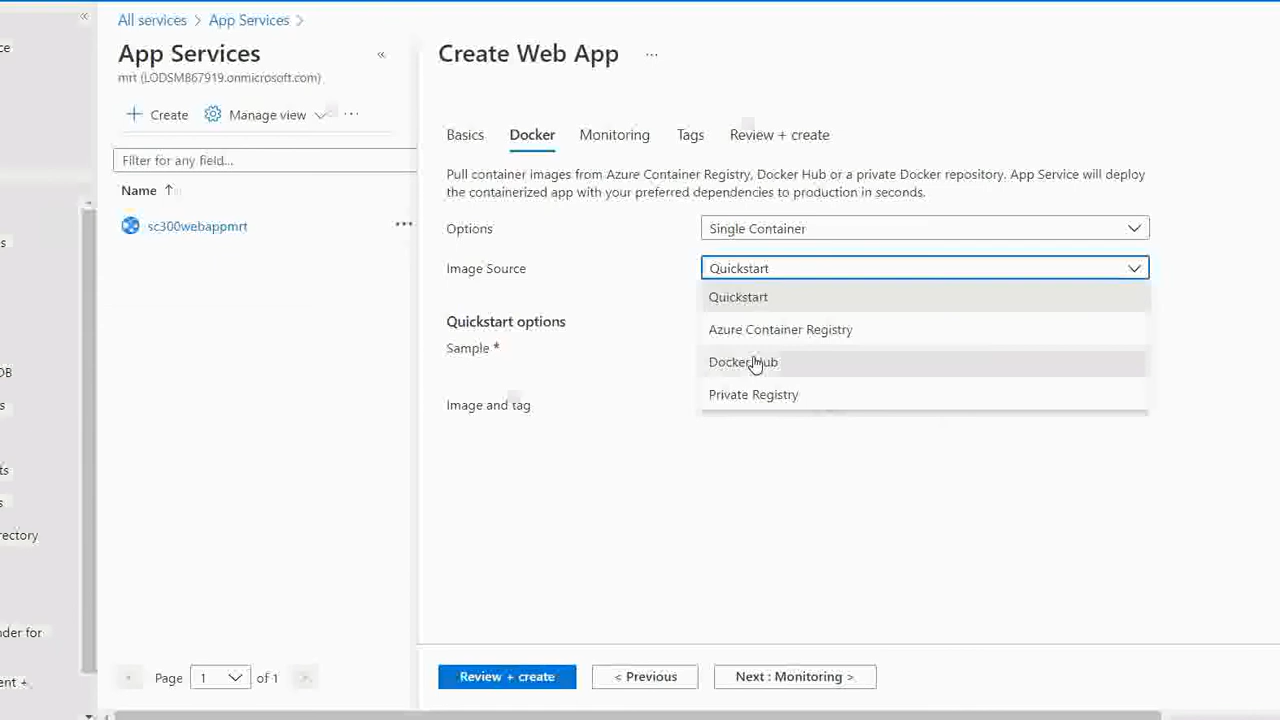 All services > App Services >
App Services
mrt (LODSM867919.onmicrosoft.com)
Create
Manage view
Filter for any field...
Name ↑
sc300webappmrt
Page 1 of 1
Create Web App
Basics
Docker
Monitoring
Tags
Review + create
Pull container images from Azure Container Registry, Docker Hub or a private Docker repository. App Service will deploy
the containerized app with your preferred dependencies to production in seconds.
Options
Single Container
Image Source
Quickstart
Quickstart
Azure Container Registry
Docker Hub
Private Registry
Quickstart options
Sample *
Image and tag
Review + create
< Previous
Next : Monitoring >